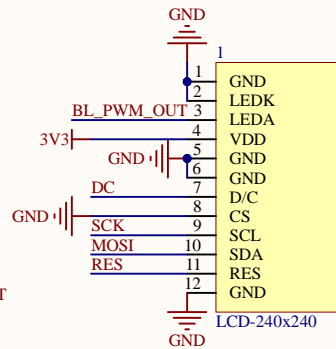 GND
1
1 GND
2 LEDK
BL_PWM_OUT 3 LEDA
3V3 4 VDD
GND 5 GND
6 GND
DC 7 D/C
GND 8 CS
SCK 9 SCL
MOSI 10 SDA
RES 11 RES
12 GND
T
LCD-240x240
GND